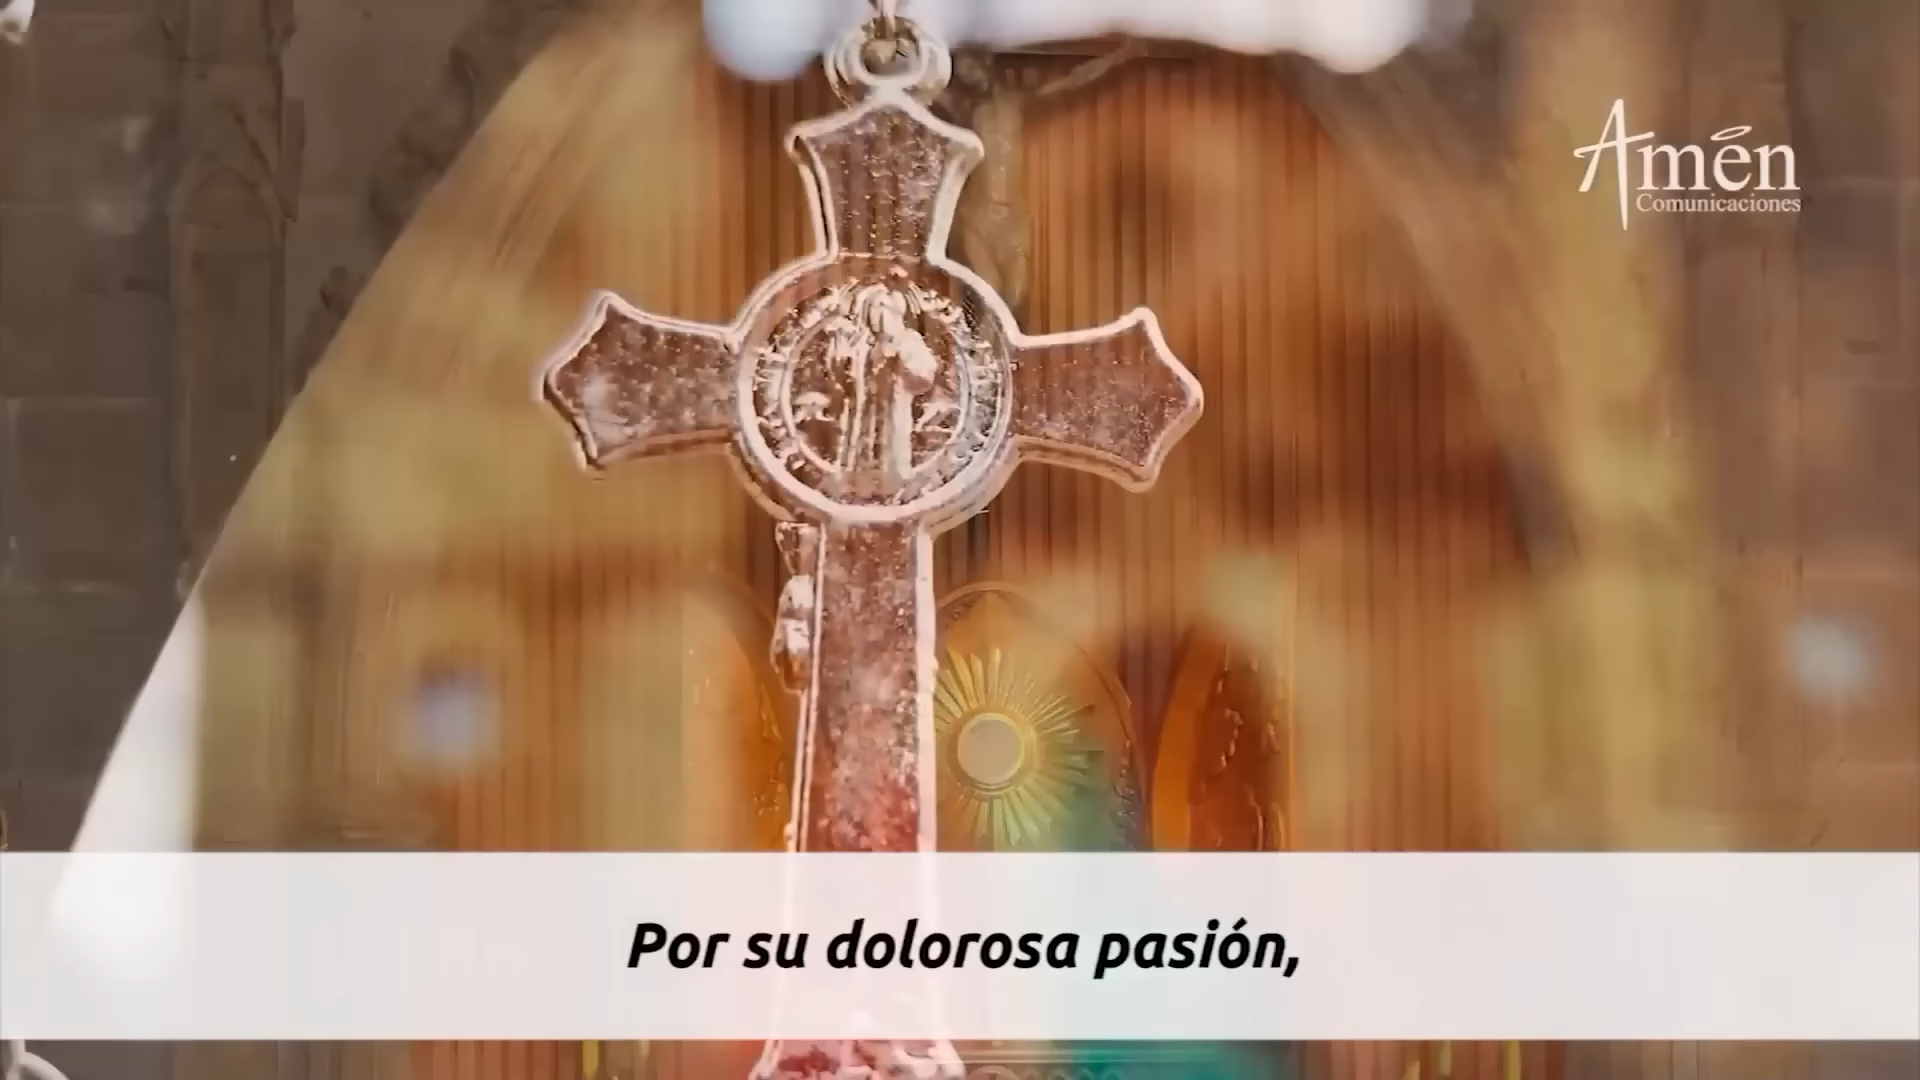 Amén
Comunicaciones
Por su dolorosa pasión,